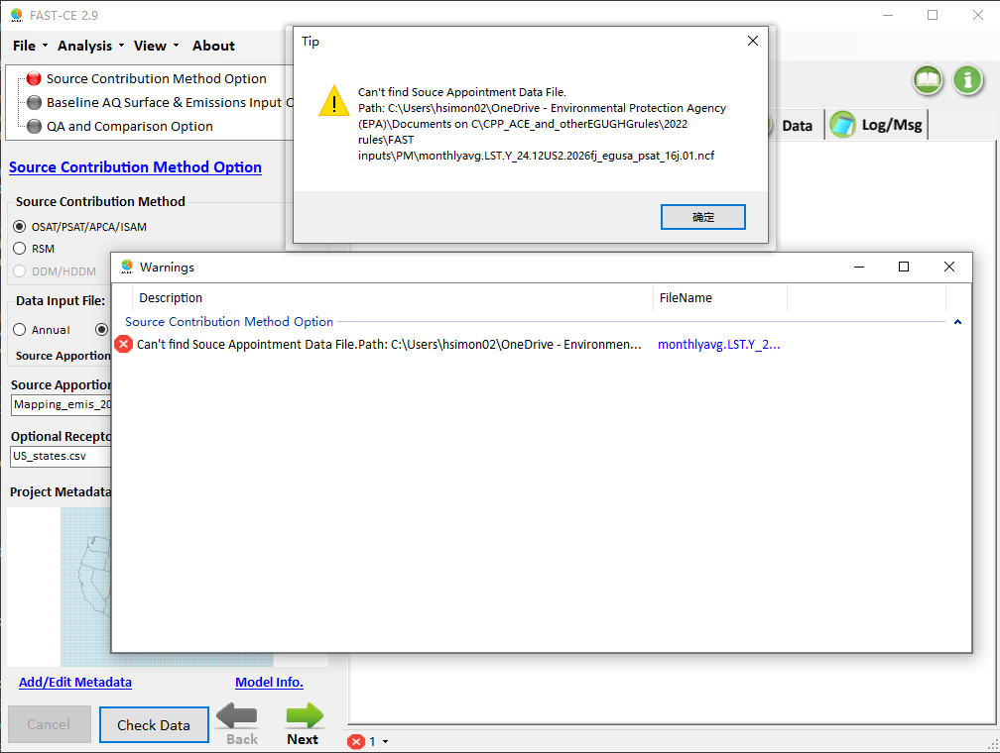 FAST-CE 2.9
File
Analysis
View
About
Source Contribution Method Option
Baseline AQ Surface & Emissions Input
QA and Comparison Option
Data
Log/Msg
Source Contribution Method Option
Source Contribution Method
OSAT/PSAT/APCA/ISAM
RSM
DDM/HDDM
Data Input File:
Annual
Source Apportion
Source Apportion
Mapping_emis_20
Optional Recepto
US_states.csv
Project Metadata
Tip
Can't find Souce Appointment Data File.
Path: C:\Users\hsimon02\OneDrive - Environmental Protection Agency
(EPA)\Documents on C\CPP_ACE_and_otherEGUGHGrules\2022
rules\FAST
inputs\PM\monthlyavg.LST.Y_24.12US2.2026fj_egusa_psat_16j.01.ncf
确定
Warnings
Description
FileName
Source Contribution Method Option
Can't find Souce Appointment Data File.Path: C:\Users\hsimon02\OneDrive - Environmen...
monthlyavg.LST.Y_2...
Add/Edit Metadata
Model Info.
Cancel
Check Data
Back
Next
1